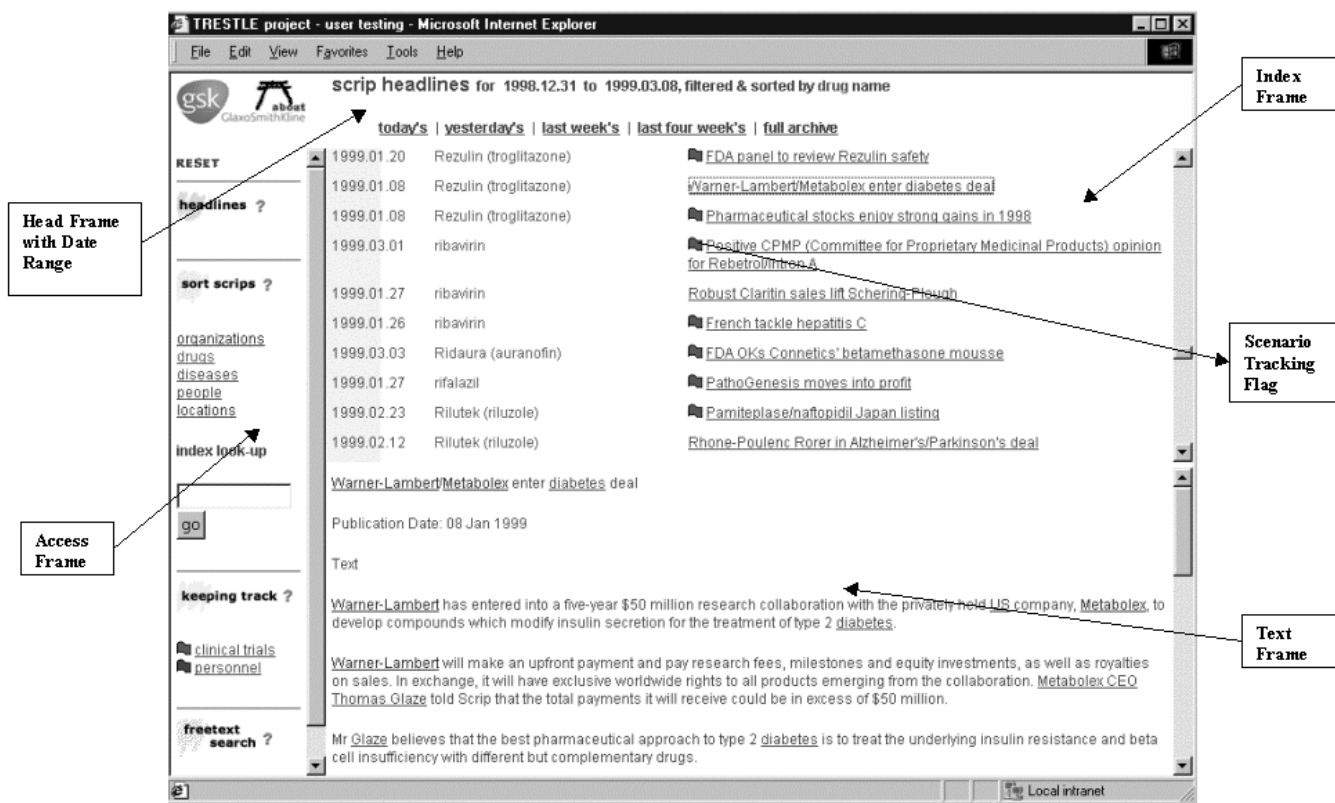 TRESTLE project - user testing - Microsoft Internet Explorer
File Edit View Favorites Tools Help
gsk
GlaxoSmithKline
about
scrip headlines for 1998.12.31 to 1999.03.08, filtered & sorted by drug name
today's | yesterday's | last week's | last four week's | full archive
RESET
headlines ?
sort scrips ?
organizations
drugs
diseases
people
locations
index look-up
go
keeping track ?
clinical trials
personnel
freetext
search ?
1999.01.20 Rezulin (troglitazone) FDA panel to review Rezulin safety
1999.01.08 Rezulin (troglitazone) Warner-Lambert/Metabolex enter diabetes deal
1999.01.08 Rezulin (troglitazone) Pharmaceutical stocks enjoy strong gains in 1998
1999.03.01 ribavirin Positive CPMP (Committee for Proprietary Medicinal Products) opinion
for Rebetrol/Intron A
1999.01.27 ribavirin Robust Claritin sales lift Schering-Plough
1999.01.26 ribavirin French tackle hepatitis C
1999.03.03 Ridaura (auranofin) FDA OKs Connetics' betamethasone mousse
1999.01.27 rifalazil PathoGenesis moves into profit
1999.02.23 Rilutek (riluzole) Pamiteplase/naftopidil Japan listing
1999.02.12 Rilutek (riluzole) Rhone-Poulenc Rorer in Alzheimer's/Parkinson's deal
Warner-Lambert/Metabolex enter diabetes deal
Publication Date: 08 Jan 1999
Text
Warner-Lambert has entered into a five-year $50 million research collaboration with the privately held US company, Metabolex, to
develop compounds which modify insulin secretion for the treatment of type 2 diabetes.
Warner-Lambert will make an upfront payment and pay research fees, milestones and equity investments, as well as royalties
on sales. In exchange, it will have exclusive worldwide rights to all products emerging from the collaboration. Metabolex CEO
Thomas Glaze told Scrip that the total payments it will receive could be in excess of $50 million.
Mr Glaze believes that the best pharmaceutical approach to type 2 diabetes is to treat the underlying insulin resistance and beta
cell insufficiency with different but complementary drugs.
Local intranet
Head Frame
with Date
Range
Access
Frame
Index
Frame
Scenario
Tracking
Flag
Text
Frame